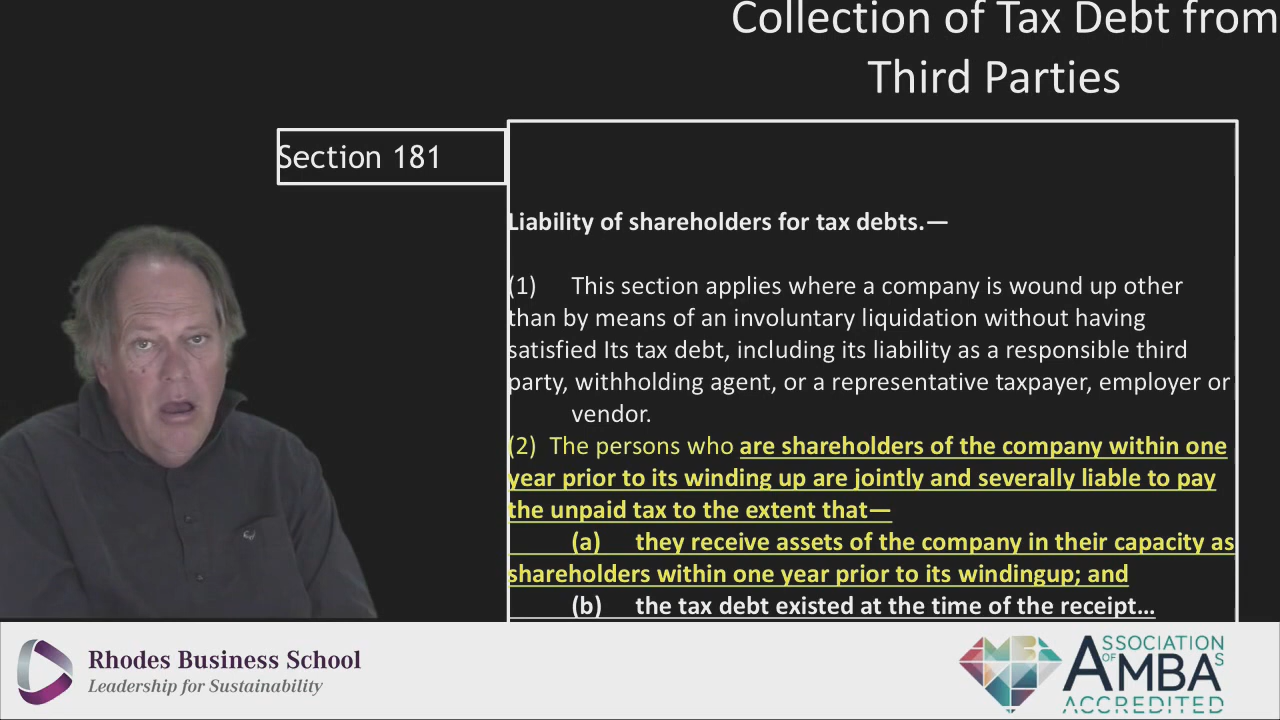 Collection of Tax Debt from
Third Parties
Section 181
Liability of shareholders for tax debts.—
(1) This section applies where a company is wound up other
than by means of an involuntary liquidation without having
satisfied Its tax debt, including its liability as a responsible third
party, withholding agent, or a representative taxpayer, employer or
vendor.
(2) The persons who are shareholders of the company within one
year prior to its winding up are jointly and severally liable to pay
the unpaid tax to the extent that—
(a) they receive assets of the company in their capacity as
shareholders within one year prior to its windingup; and
(b) the tax debt existed at the time of the receipt...
Rhodes Business School
Leadership for Sustainability
ASSOCIATION
OF AMBAS
ACCREDITED